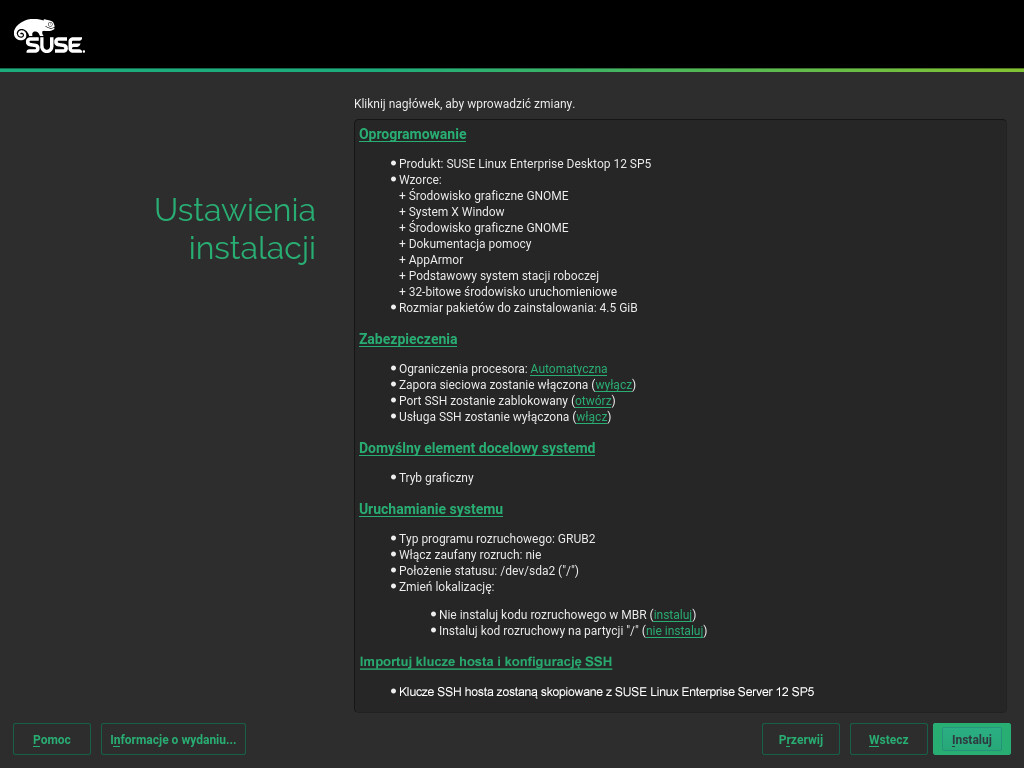 SUSE.
Kliknij nagłówek, aby wprowadzić zmiany.
Ustawienia
instalacji
Oprogramowanie
Produkt: SUSE Linux Enterprise Desktop 12 SP5
Wzorce:
+ Środowisko graficzne GNOME
+ System X Window
+ Środowisko graficzne GNOME
+ Dokumentacja pomocy
+ AppArmor
+ Podstawowy system stacji roboczej
+ 32-bitowe środowisko uruchomieniowe
Rozmiar pakietów do zainstalowania: 4.5 GiB
Zabezpieczenia
Ograniczenia procesora: Automatyczna
Zapora sieciowa zostanie włączona (wyłącz)
Port SSH zostanie zablokowany (otwórz)
Usługa SSH zostanie wyłączona (włącz)
Domyślny element docelowy systemd
Tryb graficzny
Uruchamianie systemu
Typ programu rozruchowego: GRUB2
Włącz zaufany rozruch: nie
Położenie statusu: /dev/sda2 ("/")
Zmień lokalizację:
Nie instaluj kodu rozruchowego w MBR (instaluj)
Instaluj kod rozruchowy na partycji "/" (nie instaluj)
Importuj klucze hosta i konfigurację SSH
Klucze SSH hosta zostaną skopiowane z SUSE Linux Enterprise Server 12 SP5
Pomoc
Informacje o wydaniu...
Przerwij
Wstecz
Instaluj